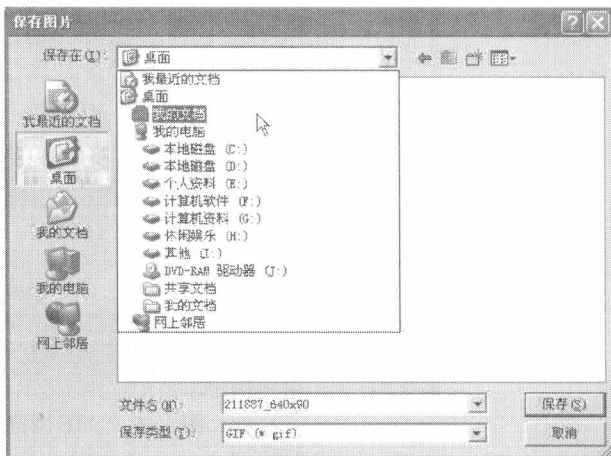 保存图片
保存在(I):
桌面
我最近的文档
桌面
我的文档
我的电脑
网上邻居
我最近的文档
桌面
我的文档
我的电脑
本地磁盘 (C:)
本地磁盘 (D:)
个人资料 (E:)
计算机软件 (F:)
计算机资料 (G:)
休闲娱乐 (H:)
其他 (I:)
DVD-RAM 驱动器 (J:)
共享文档
我的文档
网上邻居
文件名(N):
211887_640x90
保存(S)
保存类型(T):
GIF (*.gif)
取消